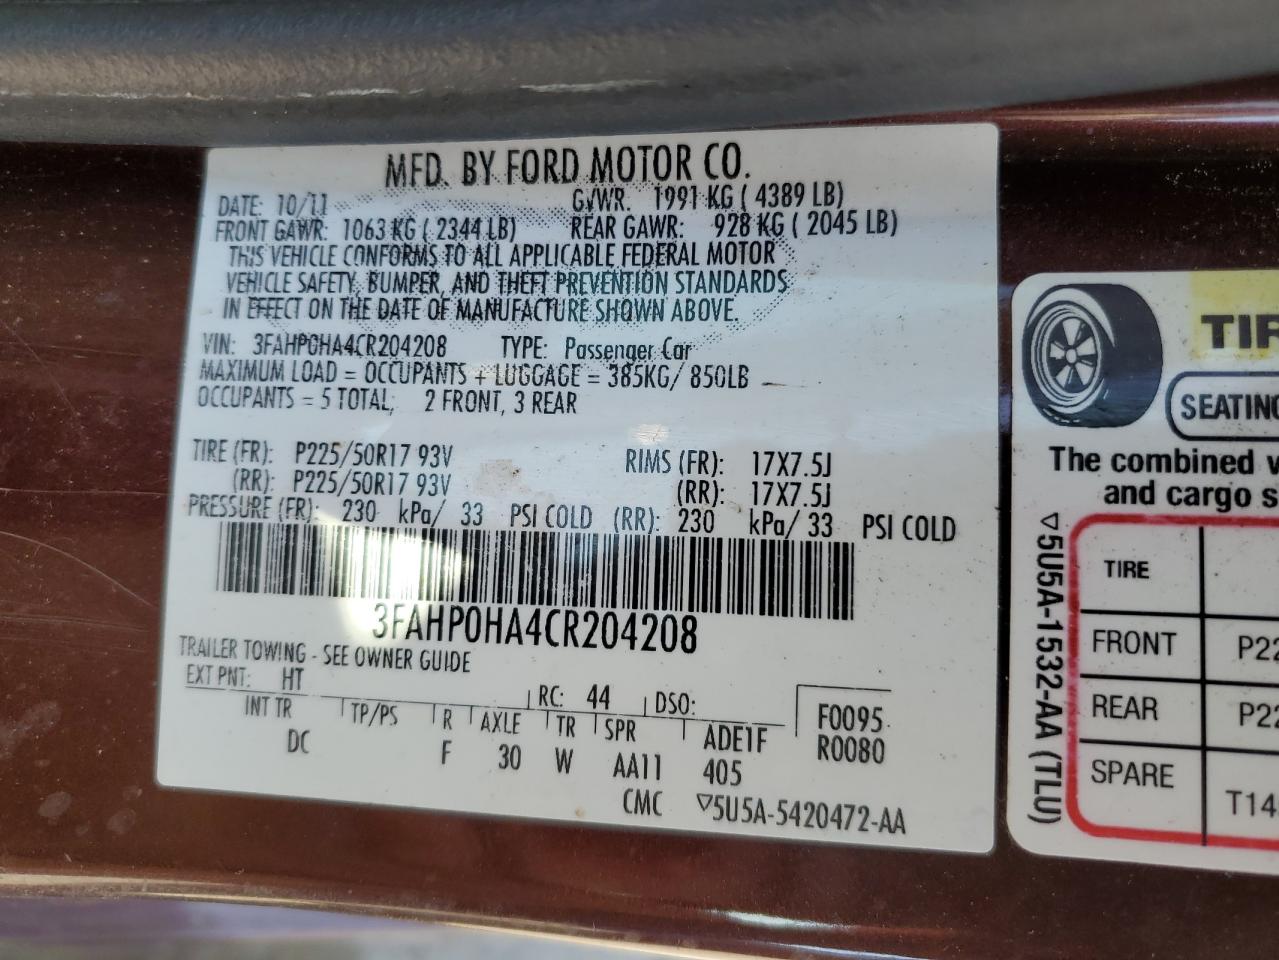 MFD. BY FORD MOTOR CO.
DATE: 10/11 GVWR: 1991 KG ( 4389 LB)
FRONT GAWR: 1063 KG ( 2344 LB) REAR GAWR: 928 KG ( 2045 LB)
THIS VEHICLE CONFORMS TO ALL APPLICABLE FEDERAL MOTOR
VEHICLE SAFETY, BUMPER, AND THEFT PREVENTION STANDARDS
IN EFFECT ON THE DATE OF MANUFACTURE SHOWN ABOVE.
VIN: 3FAHP0HA4CR204208 TYPE: Passenger Car
MAXIMUM LOAD = OCCUPANTS + LUGGAGE = 385KG/ 850LB
OCCUPANTS = 5 TOTAL; 2 FRONT, 3 REAR
TIRE (FR): P225/50R17 93V RIMS (FR): 17X7.5J
(RR): P225/50R17 93V (RR): 17X7.5J
PRESSURE (FR): 230 kPa/ 33 PSI COLD (RR): 230 kPa/ 33 PSI COLD
3FAHP0HA4CR204208
TRAILER TOWING - SEE OWNER GUIDE
EXT PNT: HT RC: 44 DSO: F0095
INT TR TP/PS R AXLE TR SPR ADE1F R0080
DC F 30 W AA11 405
CMC ▽5U5A-5420472-AA
TIR
SEATING
The combined w
and cargo s
▽5U5A-1532-AA (TLU)
TIRE
FRONT P22
REAR P22
SPARE T14